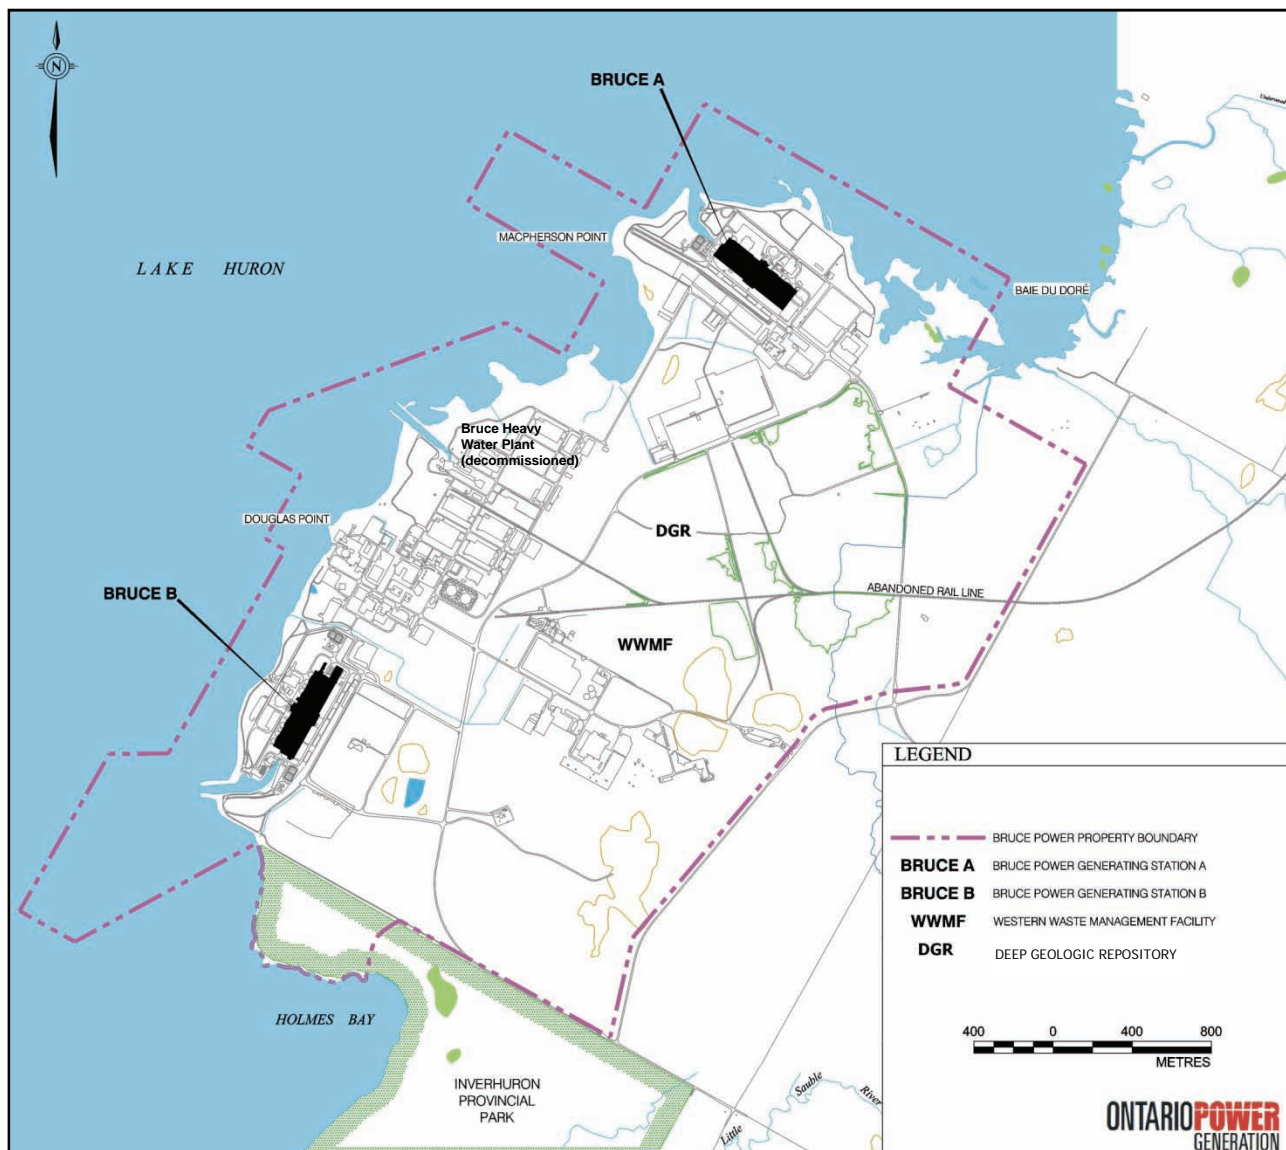 N
BRUCE A
Underwood
MACPHERSON POINT
LAKE HURON
BAIE DU DORÉ
Bruce Heavy
Water Plant
(decommissioned)
DOUGLAS POINT
DGR
BRUCE B
ABANDONED RAIL LINE
WWMF
LEGEND
BRUCE POWER PROPERTY BOUNDARY
BRUCE A BRUCE POWER GENERATING STATION A
BRUCE B BRUCE POWER GENERATING STATION B
WWMF WESTERN WASTE MANAGEMENT FACILITY
DGR DEEP GEOLOGIC REPOSITORY
HOLMES BAY
400 0 400 800
METRES
INVERHURON
PROVINCIAL
PARK
Little Sauble River
ONTARIOPOWER
GENERATION